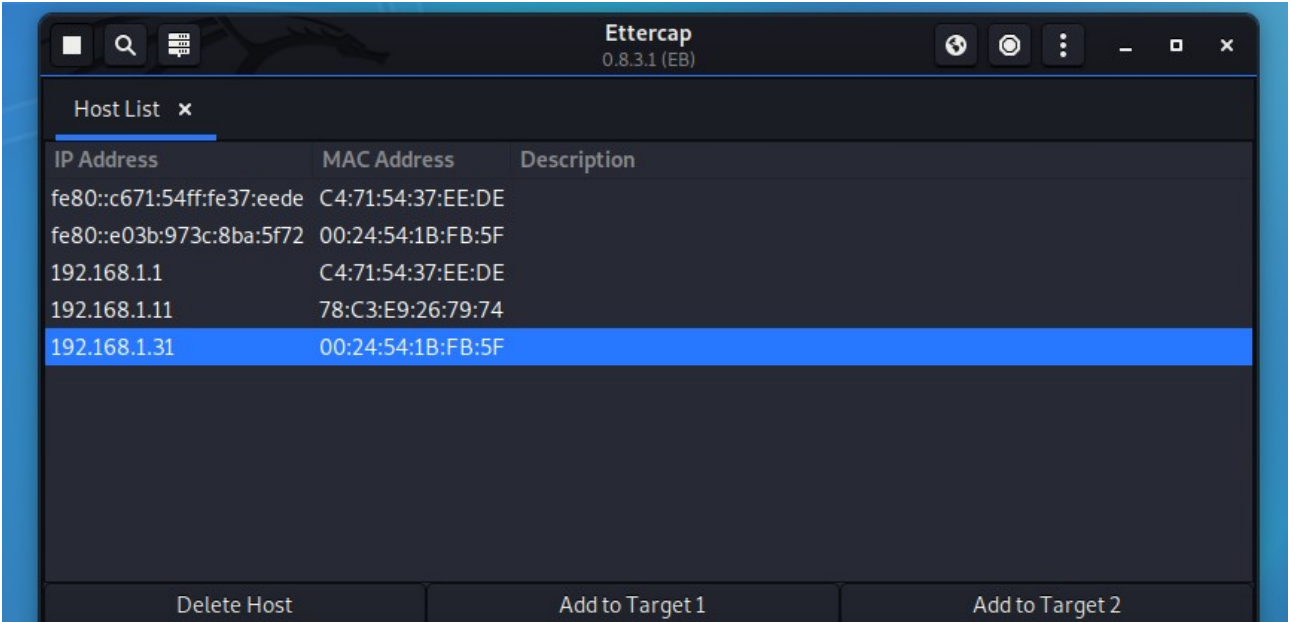 Ettercap
0.8.3.1 (EB)
Host List ×
IP Address MAC Address Description
fe80::c671:54ff:fe37:eede C4:71:54:37:EE:DE
fe80::e03b:973c:8ba:5f72 00:24:54:1B:FB:5F
192.168.1.1 C4:71:54:37:EE:DE
192.168.1.11 78:C3:E9:26:79:74
192.168.1.31 00:24:54:1B:FB:5F
Delete Host Add to Target 1 Add to Target 2